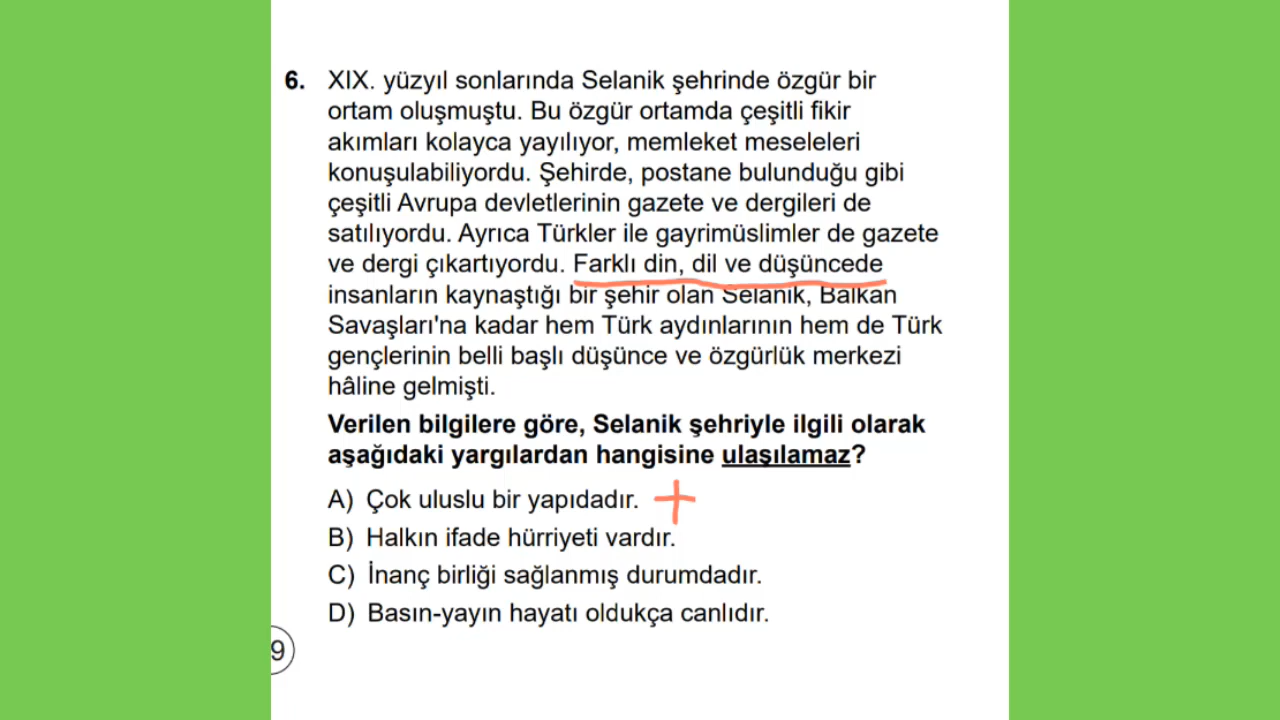 6. XIX. yüzyıl sonlarında Selanik şehrinde özgür bir
ortam oluşmuştu. Bu özgür ortamda çeşitli fikir
akımları kolayca yayılıyor, memleket meseleleri
konuşulabiliyordu. Şehirde, postane bulunduğu gibi
çeşitli Avrupa devletlerinin gazete ve dergileri de
satılıyordu. Ayrıca Türkler ile gayrimüslimler de gazete
ve dergi çıkartıyordu. Farklı din, dil ve düşüncede
insanların kaynaştığı bir şehir olan Selanik, Balkan
Savaşları'na kadar hem Türk aydınlarının hem de Türk
gençlerinin belli başlı düşünce ve özgürlük merkezi
hâline gelmişti.
Verilen bilgilere göre, Selanik şehriyle ilgili olarak
aşağıdaki yargılardan hangisine ulaşılamaz?
A) Çok uluslu bir yapıdadır. +
B) Halkın ifade hürriyeti vardır.
C) İnanç birliği sağlanmış durumdadır.
D) Basın-yayın hayatı oldukça canlıdır.
9